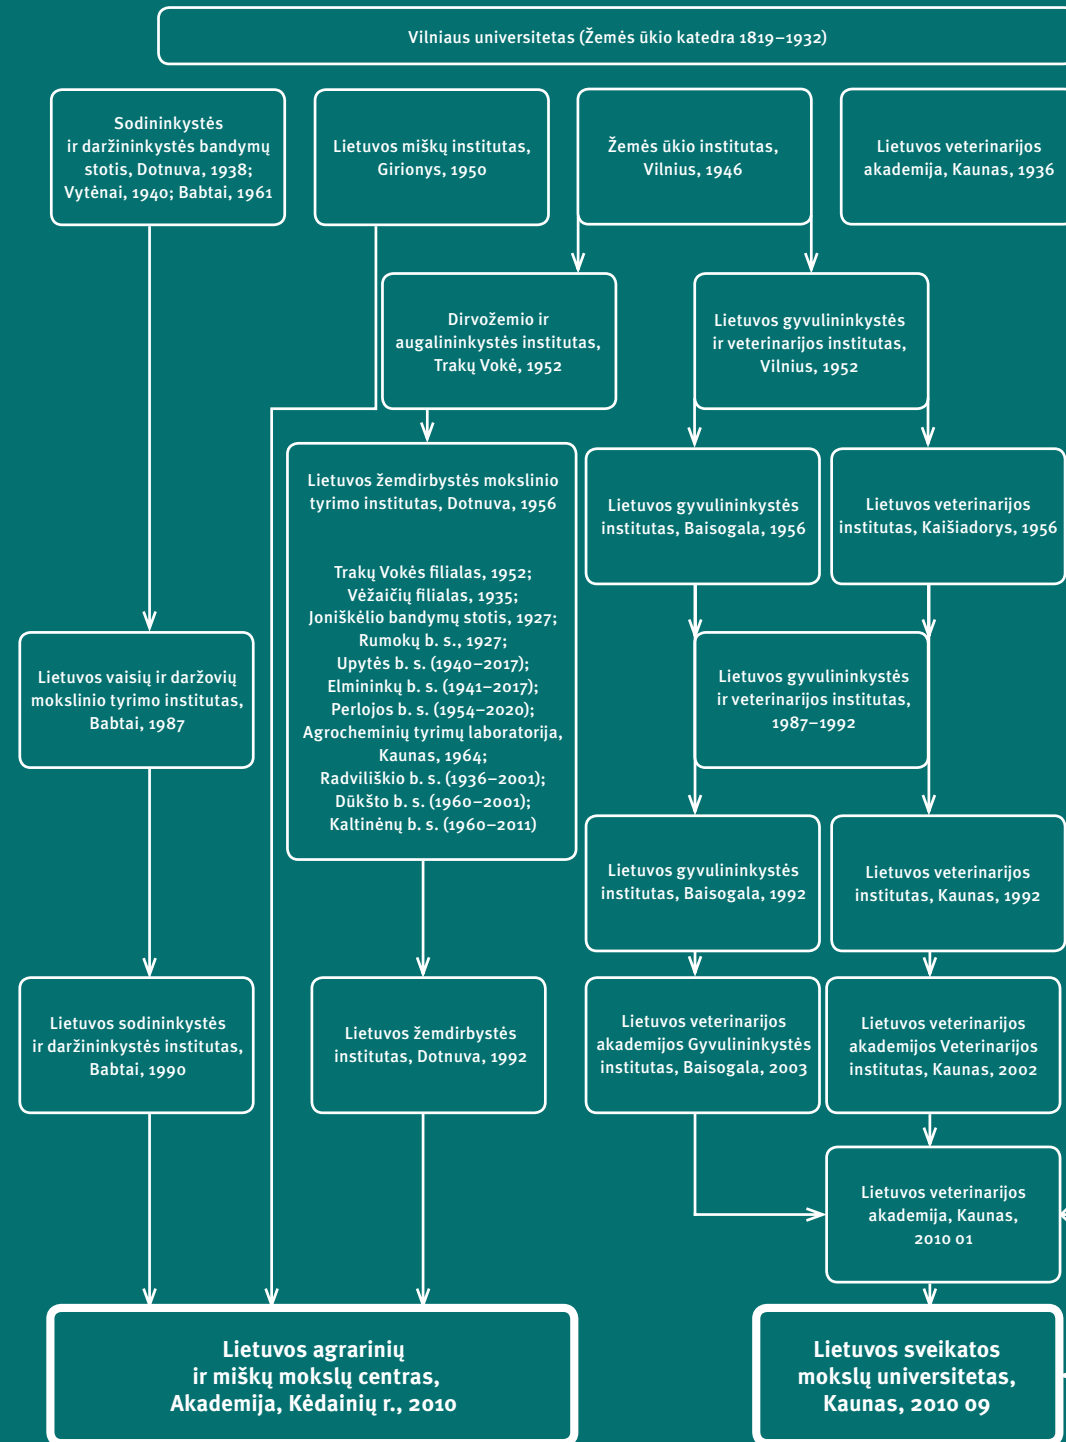 Vilniaus universitetas (Žemės ūkio katedra 1819–1932)
Sodininkystės
ir daržininkystės bandymų
stotis, Dotnuva, 1938;
Vytėnai, 1940; Babtai, 1961
Lietuvos miškų institutas,
Girionys, 1950
Žemės ūkio institutas,
Vilnius, 1946
Lietuvos veterinarijos
akademija, Kaunas, 1936
Dirvožemio ir
augalininkystės institutas,
Trakų Vokė, 1952
Lietuvos gyvulininkystės
ir veterinarijos institutas,
Vilnius, 1952
Lietuvos žemdirbystės mokslinio
tyrimo institutas, Dotnuva, 1956
Trakų Vokės filialas, 1952;
Vėžaičių filialas, 1935;
Joniškėlio bandymų stotis, 1927;
Rumokų b. s., 1927;
Upytės b. s. (1940–2017);
Elmininkų b. s. (1941–2017);
Perlojos b. s. (1954–2020);
Agrocheminių tyrimų laboratorija,
Kaunas, 1964;
Radviliškio b. s. (1936–2001);
Dūkšto b. s. (1960–2001);
Kaltinėnų b. s. (1960–2011)
Lietuvos gyvulininkystės
institutas, Baisogala, 1956
Lietuvos veterinarijos
institutas, Kaišiadorys, 1956
Lietuvos vaisių ir daržovių
mokslinio tyrimo institutas,
Babtai, 1987
Lietuvos gyvulininkystės
ir veterinarijos institutas,
1987–1992
Lietuvos gyvulininkystės
institutas, Baisogala, 1992
Lietuvos veterinarijos
institutas, Kaunas, 1992
Lietuvos sodininkystės
ir daržininkystės institutas,
Babtai, 1990
Lietuvos žemdirbystės
institutas, Dotnuva, 1992
Lietuvos veterinarijos
akademijos Gyvulininkystės
institutas, Baisogala, 2003
Lietuvos veterinarijos
akademijos Veterinarijos
institutas, Kaunas, 2002
Lietuvos veterinarijos
akademija, Kaunas,
2010 01
Lietuvos agrarinių
ir miškų mokslų centras,
Akademija, Kėdainių r., 2010
Lietuvos sveikatos
mokslų universitetas,
Kaunas, 2010 09